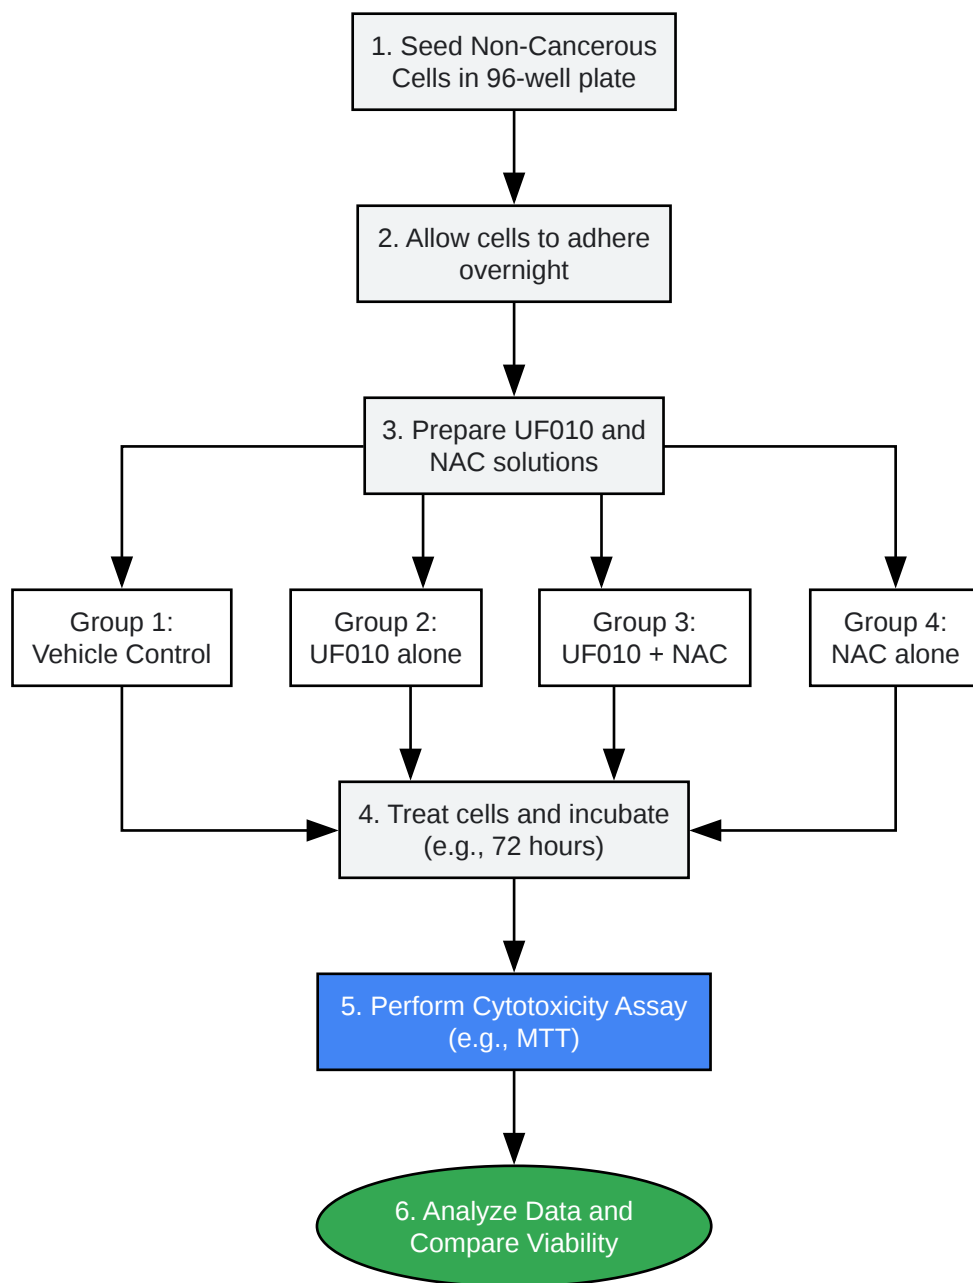 1. Seed Non-Cancerous
Cells in 96-well plate
2. Allow cells to adhere
overnight
3. Prepare UF010 and
NAC solutions
Group 1:
Vehicle Control
Group 2:
UF010 alone
Group 3:
UF010 + NAC
Group 4:
NAC alone
4. Treat cells and incubate
(e.g., 72 hours)
5. Perform Cytotoxicity Assay
(e.g., MTT)
6. Analyze Data and
Compare Viability